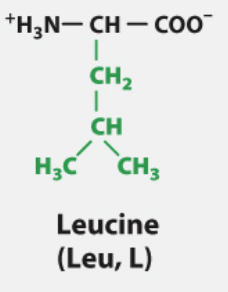 ⁺H₃N—CH—COO⁻
CH₂
CH
H₃C CH₃
Leucine
(Leu, L)